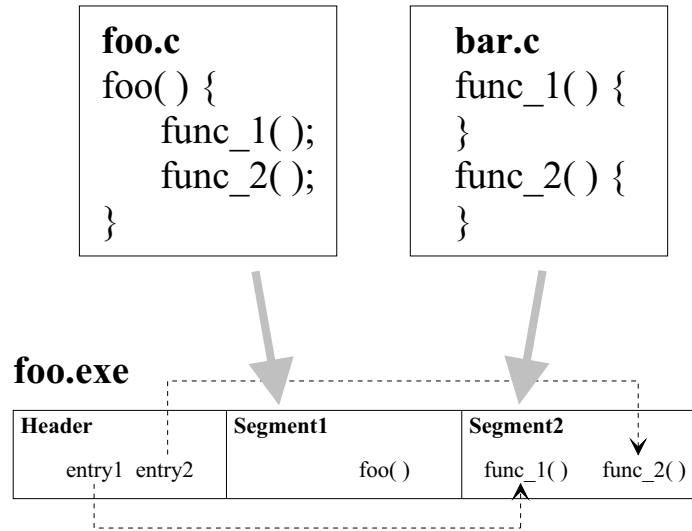 foo.c
foo( ) {
func_1( );
func_2( );
}
bar.c
func_1( ) {
}
func_2( ) {
}
foo.exe
Header
entry1 entry2
Segment1
foo( )
Segment2
func_1( ) func_2( )